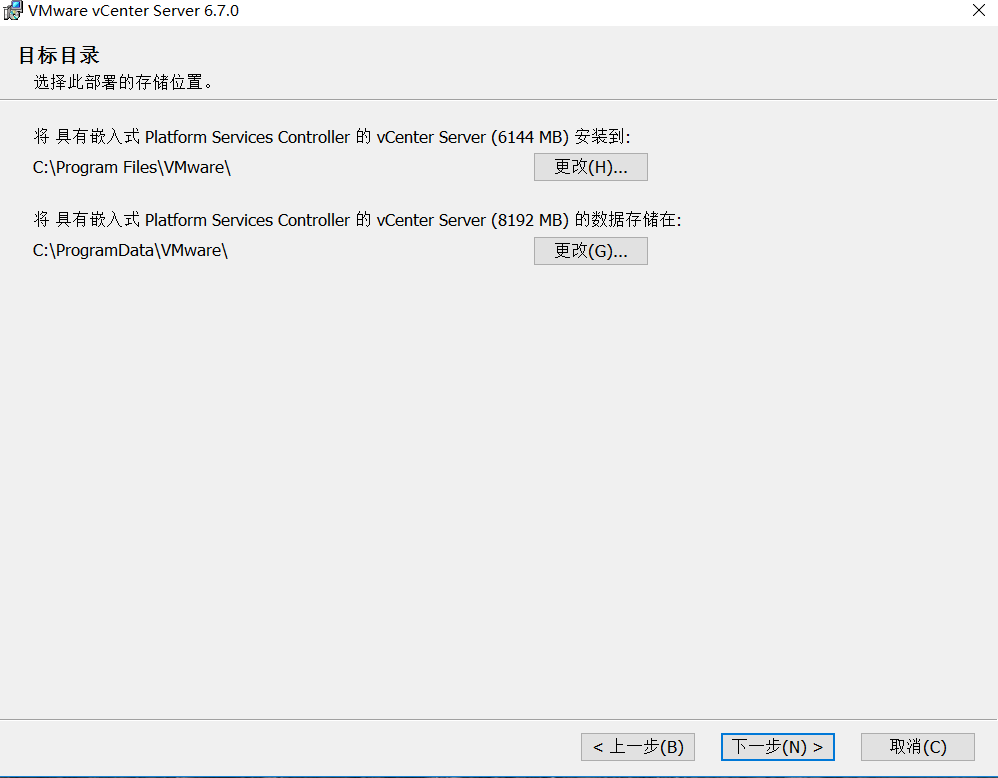 VMware vCenter Server 6.7.0
目标目录
选择此部署的存储位置。
将 具有嵌入式 Platform Services Controller 的 vCenter Server (6144 MB) 安装到:
C:\Program Files\VMware\
更改(H)...
将 具有嵌入式 Platform Services Controller 的 vCenter Server (8192 MB) 的数据存储在:
C:\ProgramData\VMware\
更改(G)...
< 上一步(B)
下一步(N) >
取消(C)